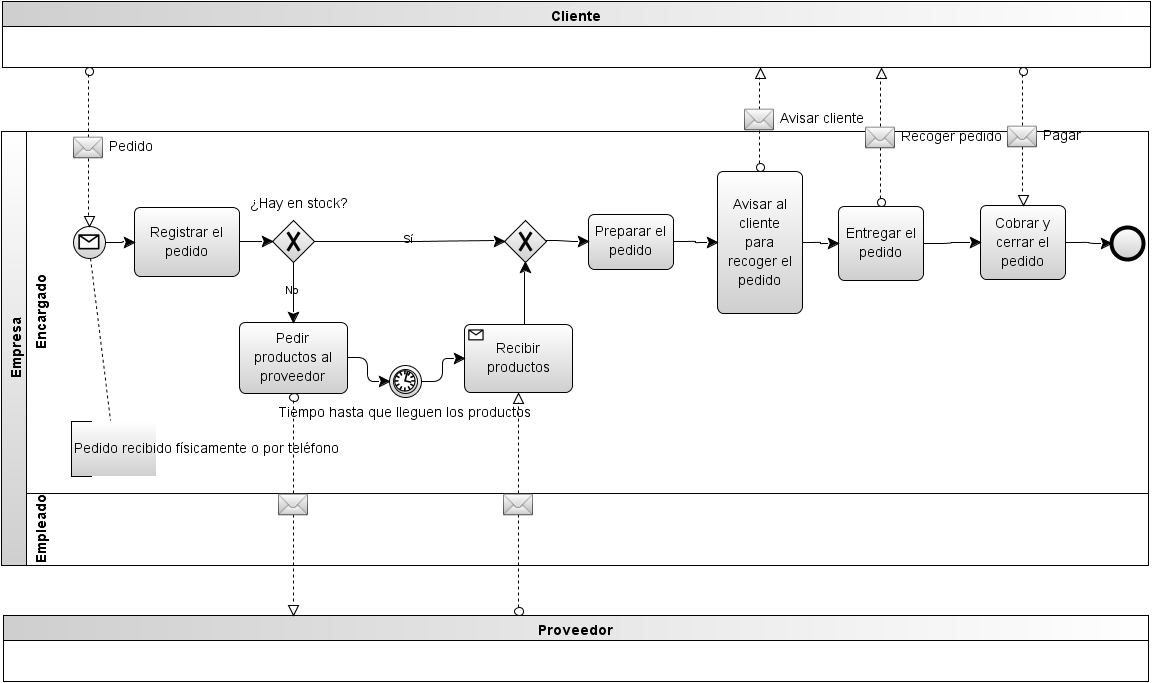 Cliente
Avisar cliente
Recoger pedido
Pagar
Pedido
Empresa
Encargado
¿Hay en stock?
Registrar el
pedido
Sí
Preparar el
pedido
Avisar al
cliente
para
recoger el
pedido
Entregar el
pedido
Cobrar y
cerrar el
pedido
No
Pedir
productos al
proveedor
Recibir
productos
Tiempo hasta que lleguen los productos
Pedido recibido físicamente o por teléfono
Empleado
Proveedor